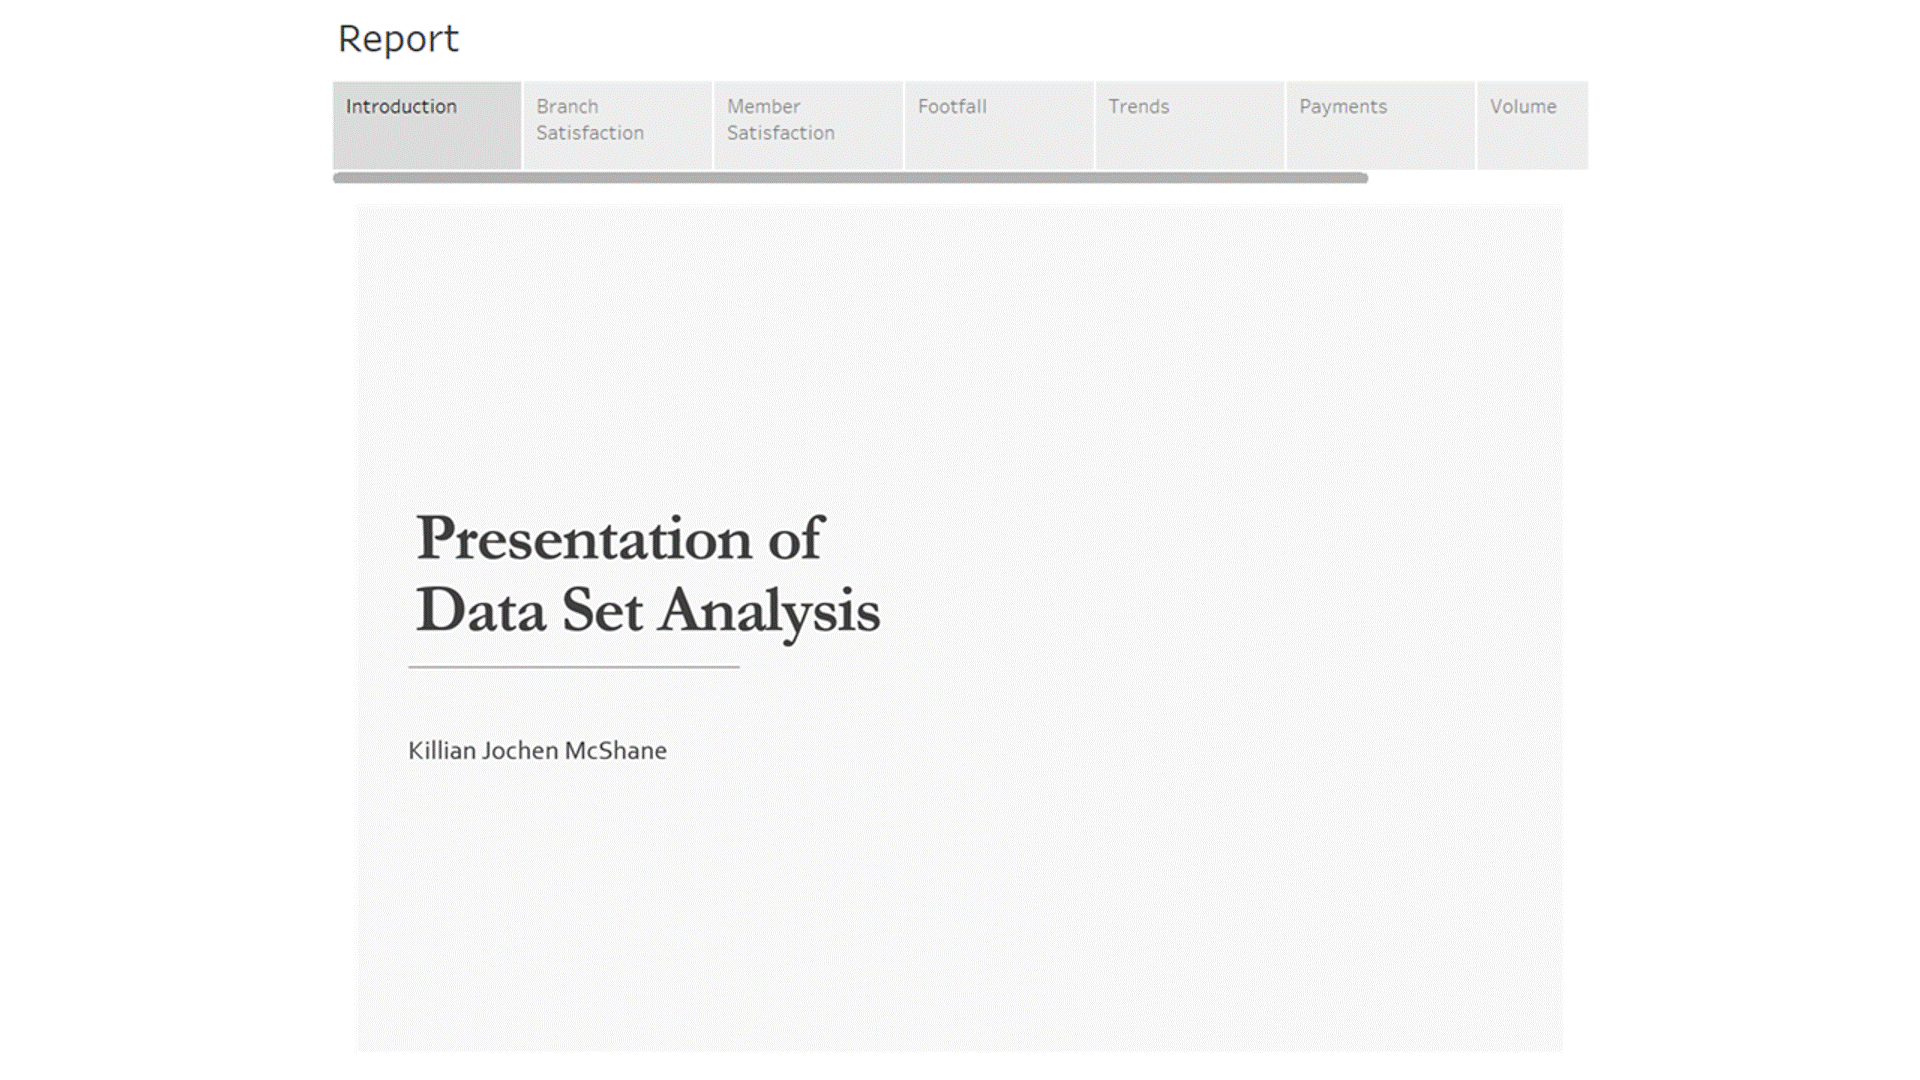 Report
Introduction
Branch
Satisfaction
Member
Satisfaction
Footfall
Trends
Payments
Volume
Presentation of
Data Set Analysis
Killian Jochen McShane